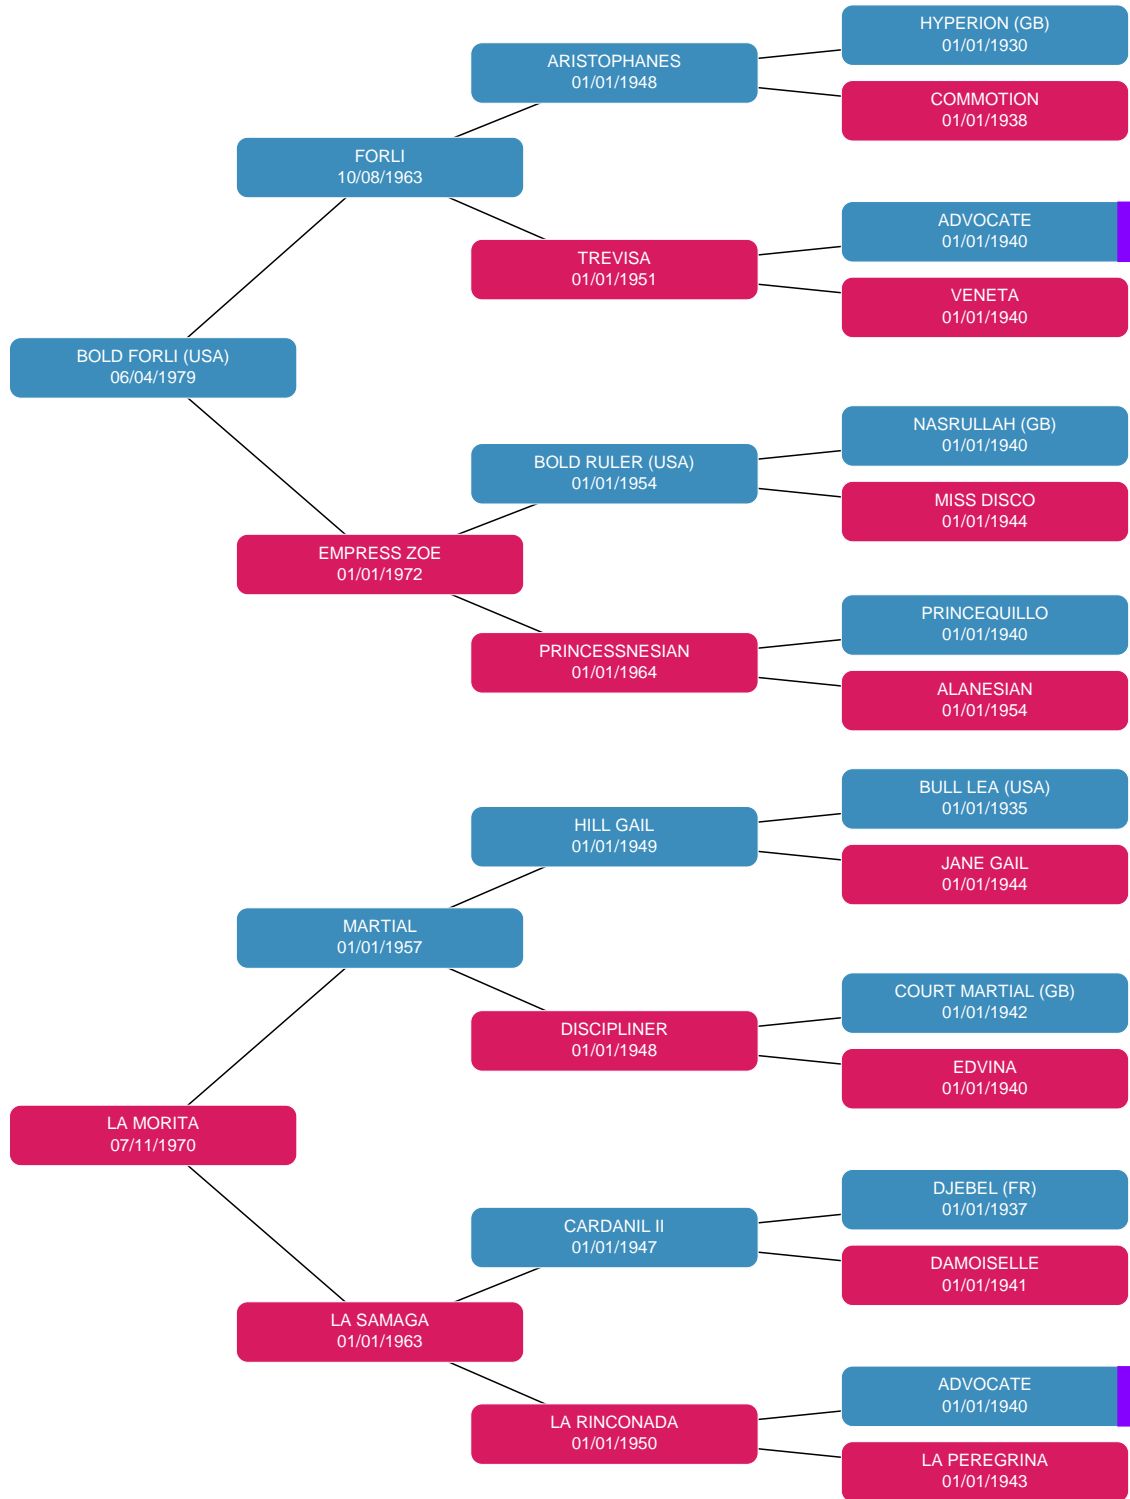 HYPERION (GB)
01/01/1930
ARISTOPHANES
01/01/1948
COMMOTION
01/01/1938
FORLI
10/08/1963
ADVOCATE
01/01/1940
TREVISA
01/01/1951
VENETA
01/01/1940
BOLD FORLI (USA)
06/04/1979
NASRULLAH (GB)
01/01/1940
BOLD RULER (USA)
01/01/1954
MISS DISCO
01/01/1944
EMPRESS ZOE
01/01/1972
PRINCEQUILLO
01/01/1940
PRINCESSNESIAN
01/01/1964
ALANESIAN
01/01/1954
BULL LEA (USA)
01/01/1935
HILL GAIL
01/01/1949
JANE GAIL
01/01/1944
MARTIAL
01/01/1957
COURT MARTIAL (GB)
01/01/1942
DISCIPLINER
01/01/1948
EDVINA
01/01/1940
LA MORITA
07/11/1970
DJEBEL (FR)
01/01/1937
CARDANIL II
01/01/1947
DAMOISELLE
01/01/1941
LA SAMAGA
01/01/1963
ADVOCATE
01/01/1940
LA RINCONADA
01/01/1950
LA PEREGRINA
01/01/1943